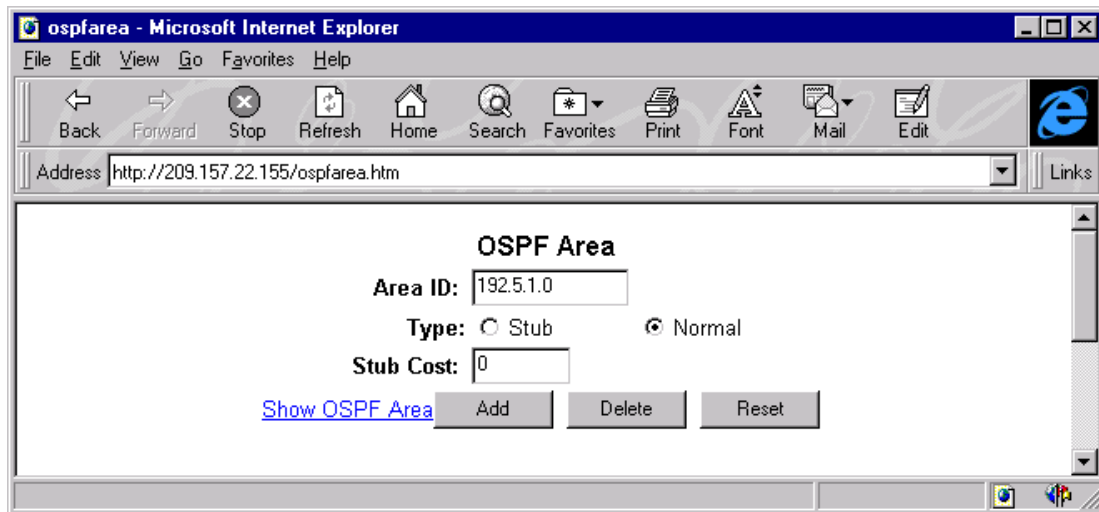 ospfarea - Microsoft Internet Explorer
File Edit View Go Favorites Help
Back Forward Stop Refresh Home Search Favorites Print Font Mail Edit
Address http://209.157.22.155/ospfarea.htm Links
OSPF Area
Area ID: 192.5.1.0
Type: Stub Normal
Stub Cost: 0
Show OSPF Area Add Delete Reset